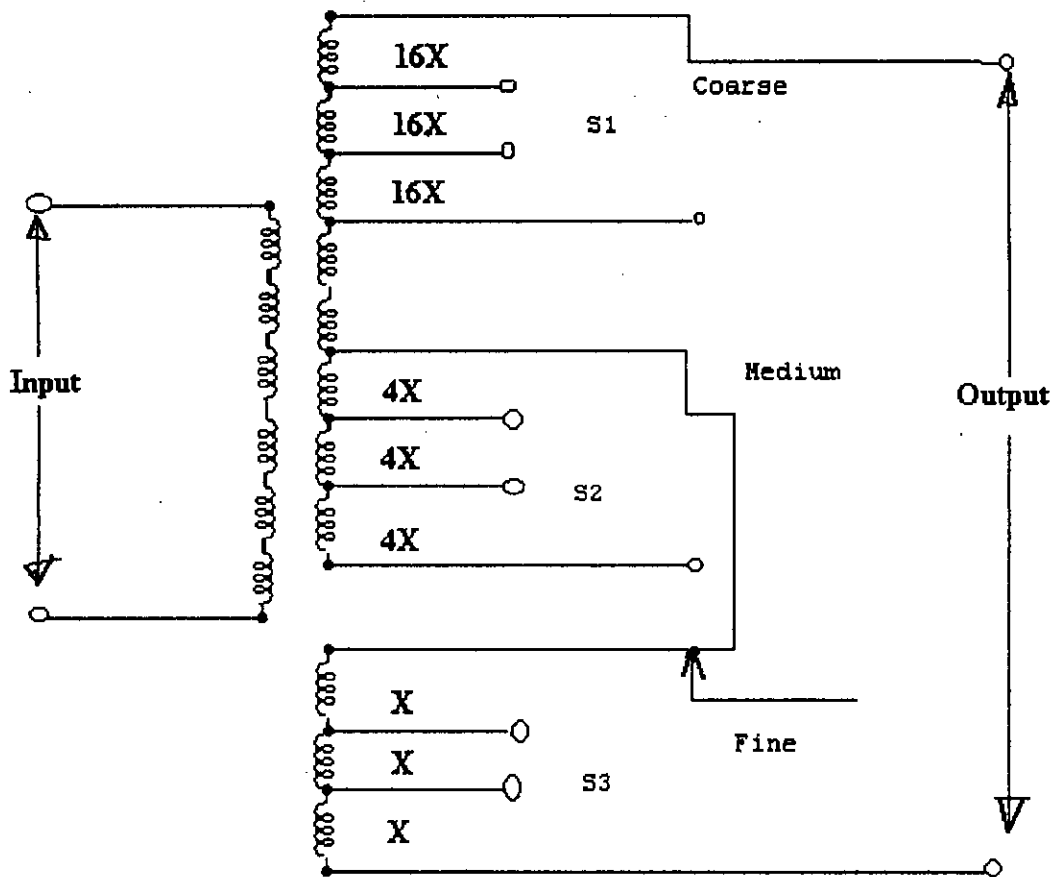 16X
Coarse
16X
S1
16X
Input
Medium
4X
Output
4X
S2
4X
X
Fine
X
S3
X